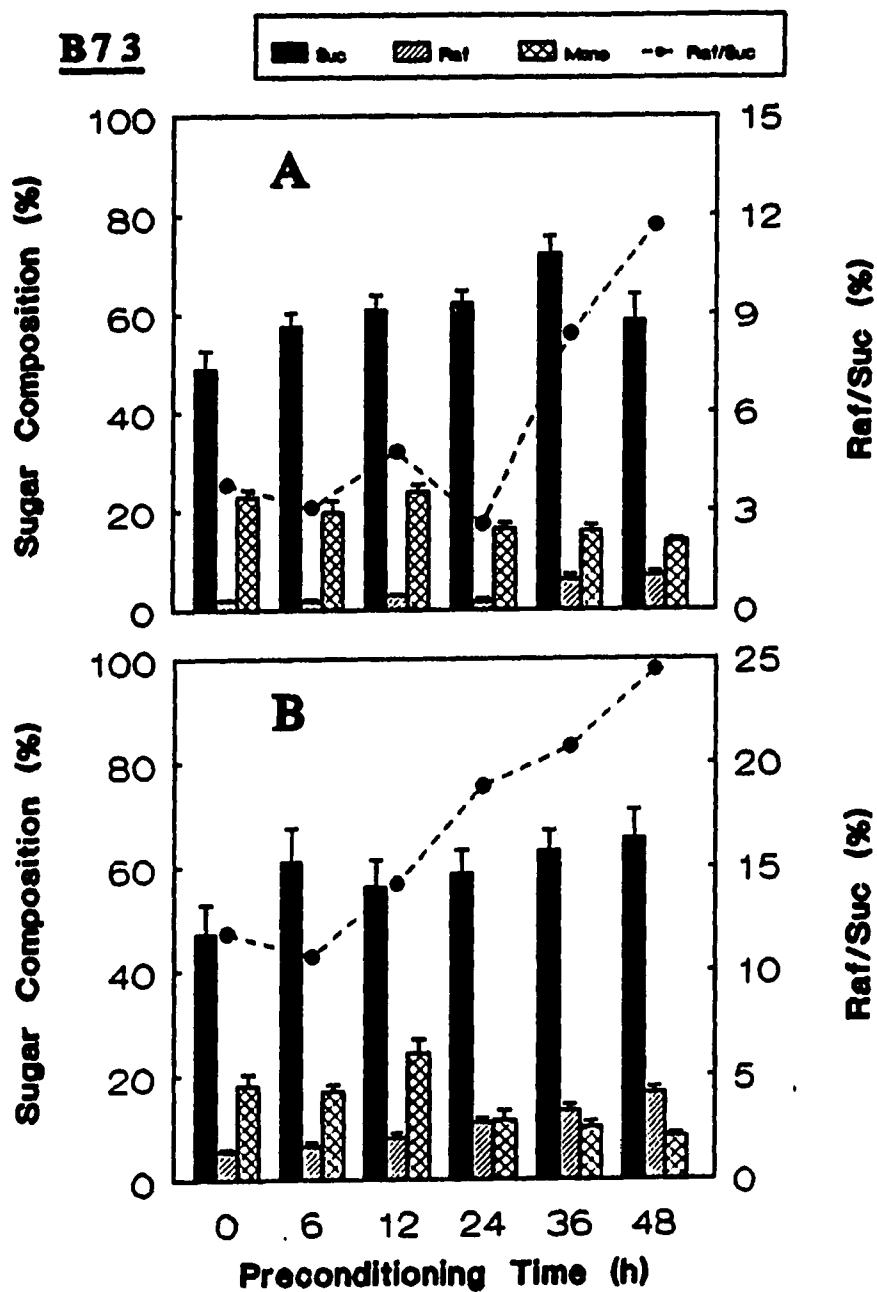 B73
Suc Raf Mono Raf/Suc
A
Sugar Composition (%)
100
80
60
40
20
0
15
12
9
6
3
0
Raf/Suc (%)
B
Sugar Composition (%)
100
80
60
40
20
0
25
20
15
10
5
0
Raf/Suc (%)
0 6 12 24 36 48
Preconditioning Time (h)